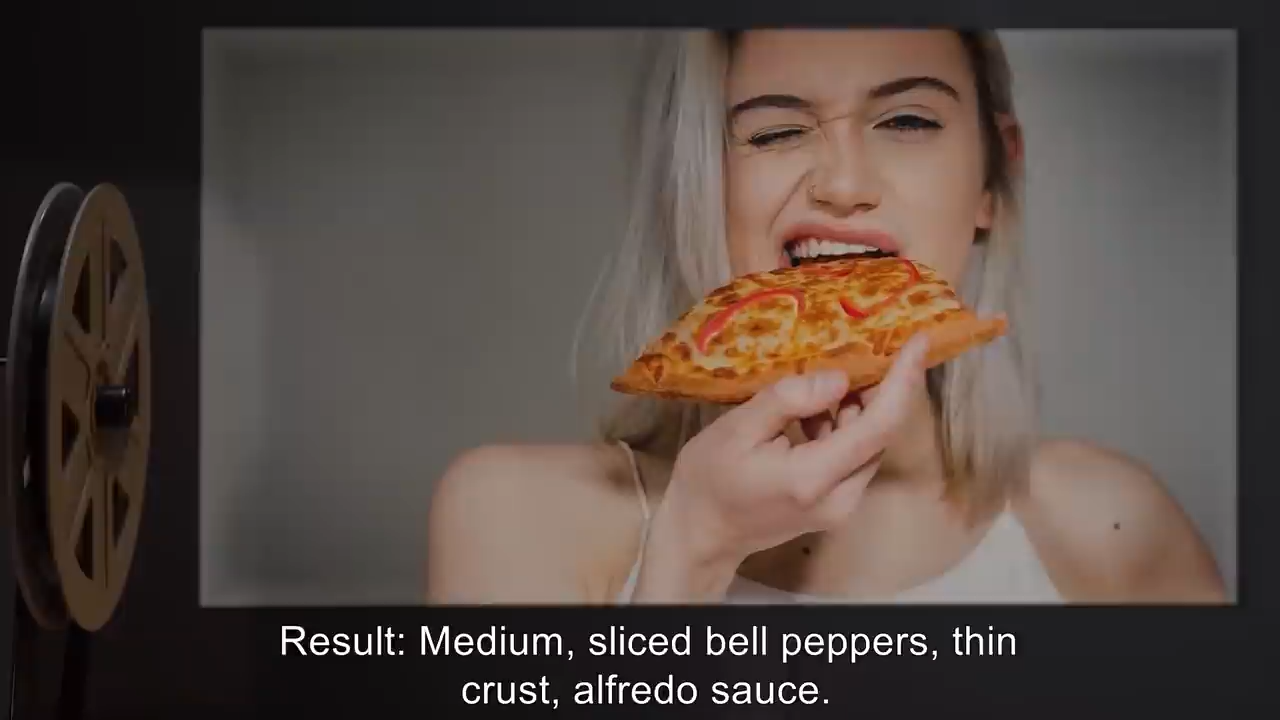 Result: Medium, sliced bell peppers, thin
crust, alfredo sauce.